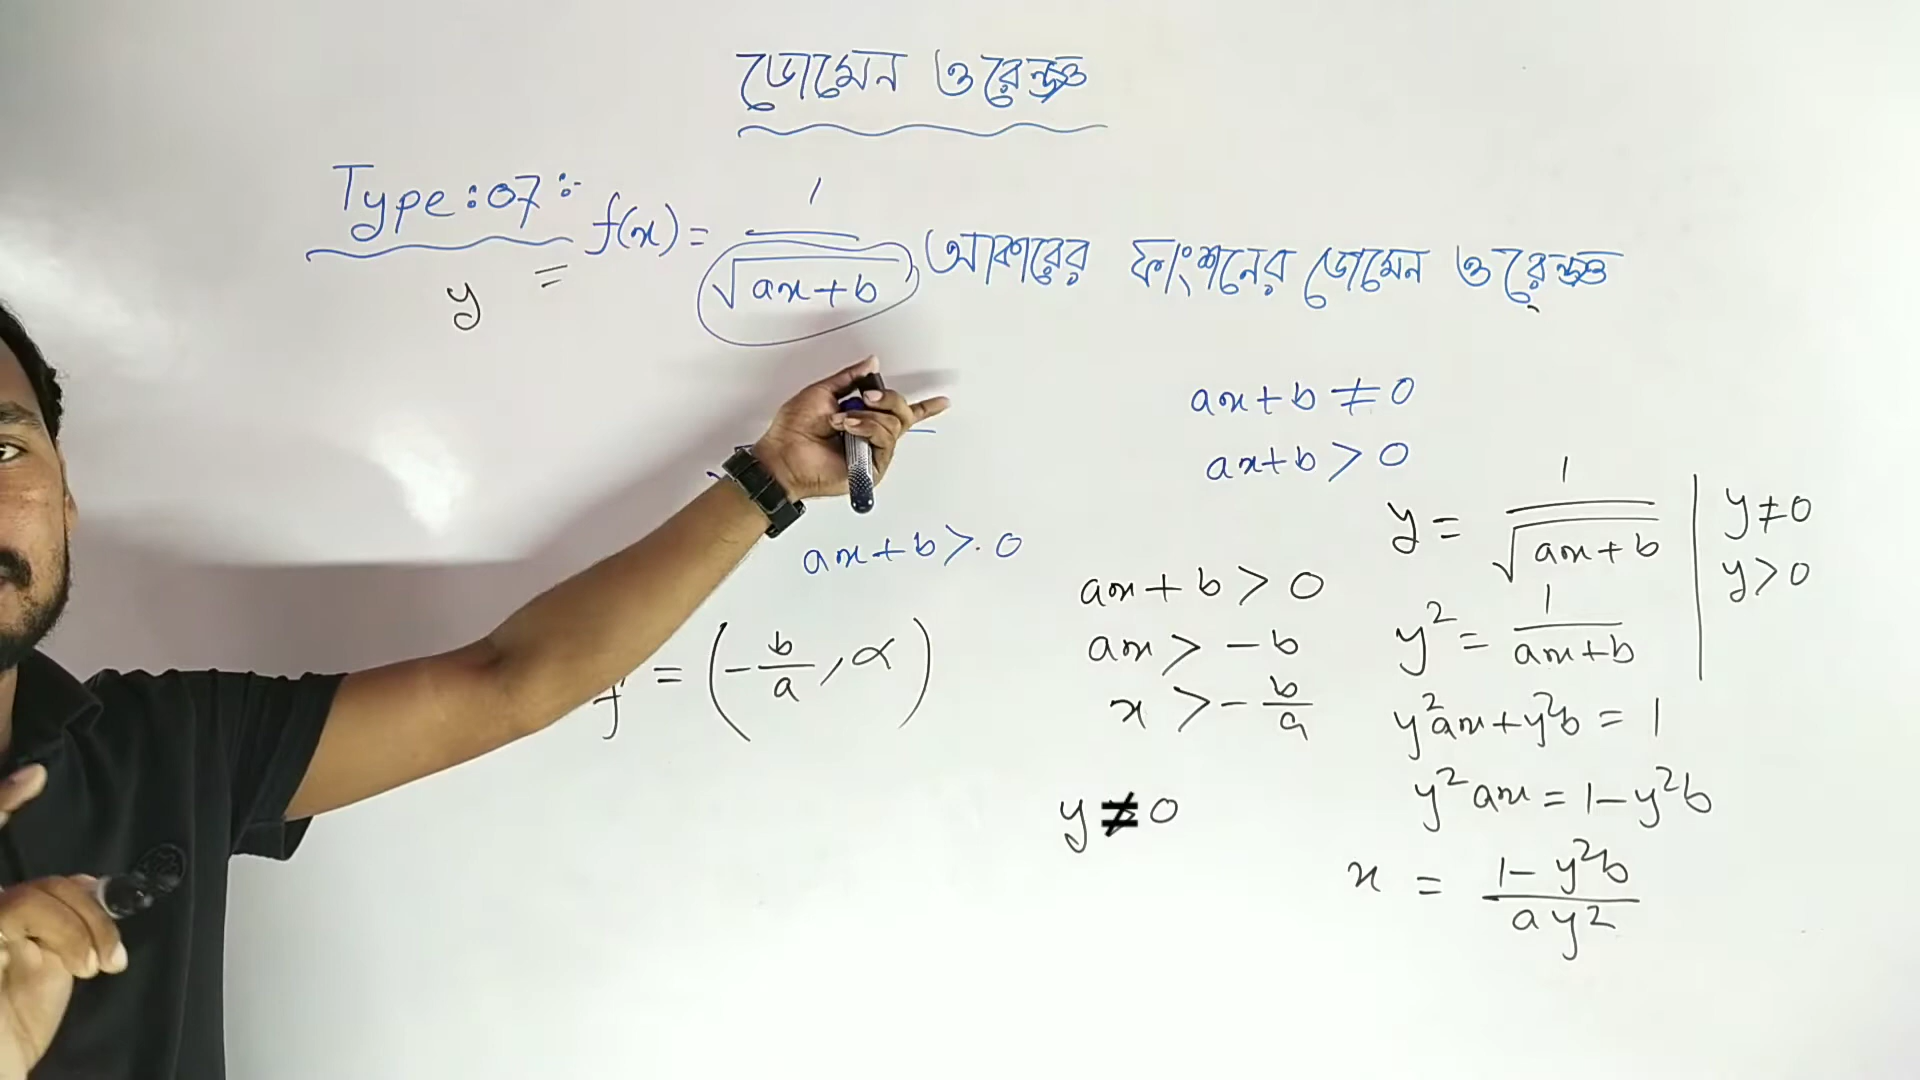 ডোমেন ও রেন্জ
Type:07:- f(x) = 1/√(ax+b) আকারের ফাংশনের ডোমেন ও রেন্জ
y =
ax+b ≠ 0
ax+b > 0
ax+b > 0
f = (-b/a, α)
ax+b > 0
ax > -b
x > -b/a
y ≠ 0
y = 1/√(ax+b)
y² = 1/(ax+b)
y²ax+y²b = 1
y²ax = 1-y²b
x = (1-y²b)/(ay²)
y≠0
y>0